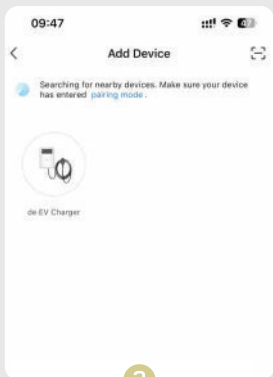 09:47
Add Device
Searching for nearby devices. Make sure your device
has entered pairing mode.
de EV Charger